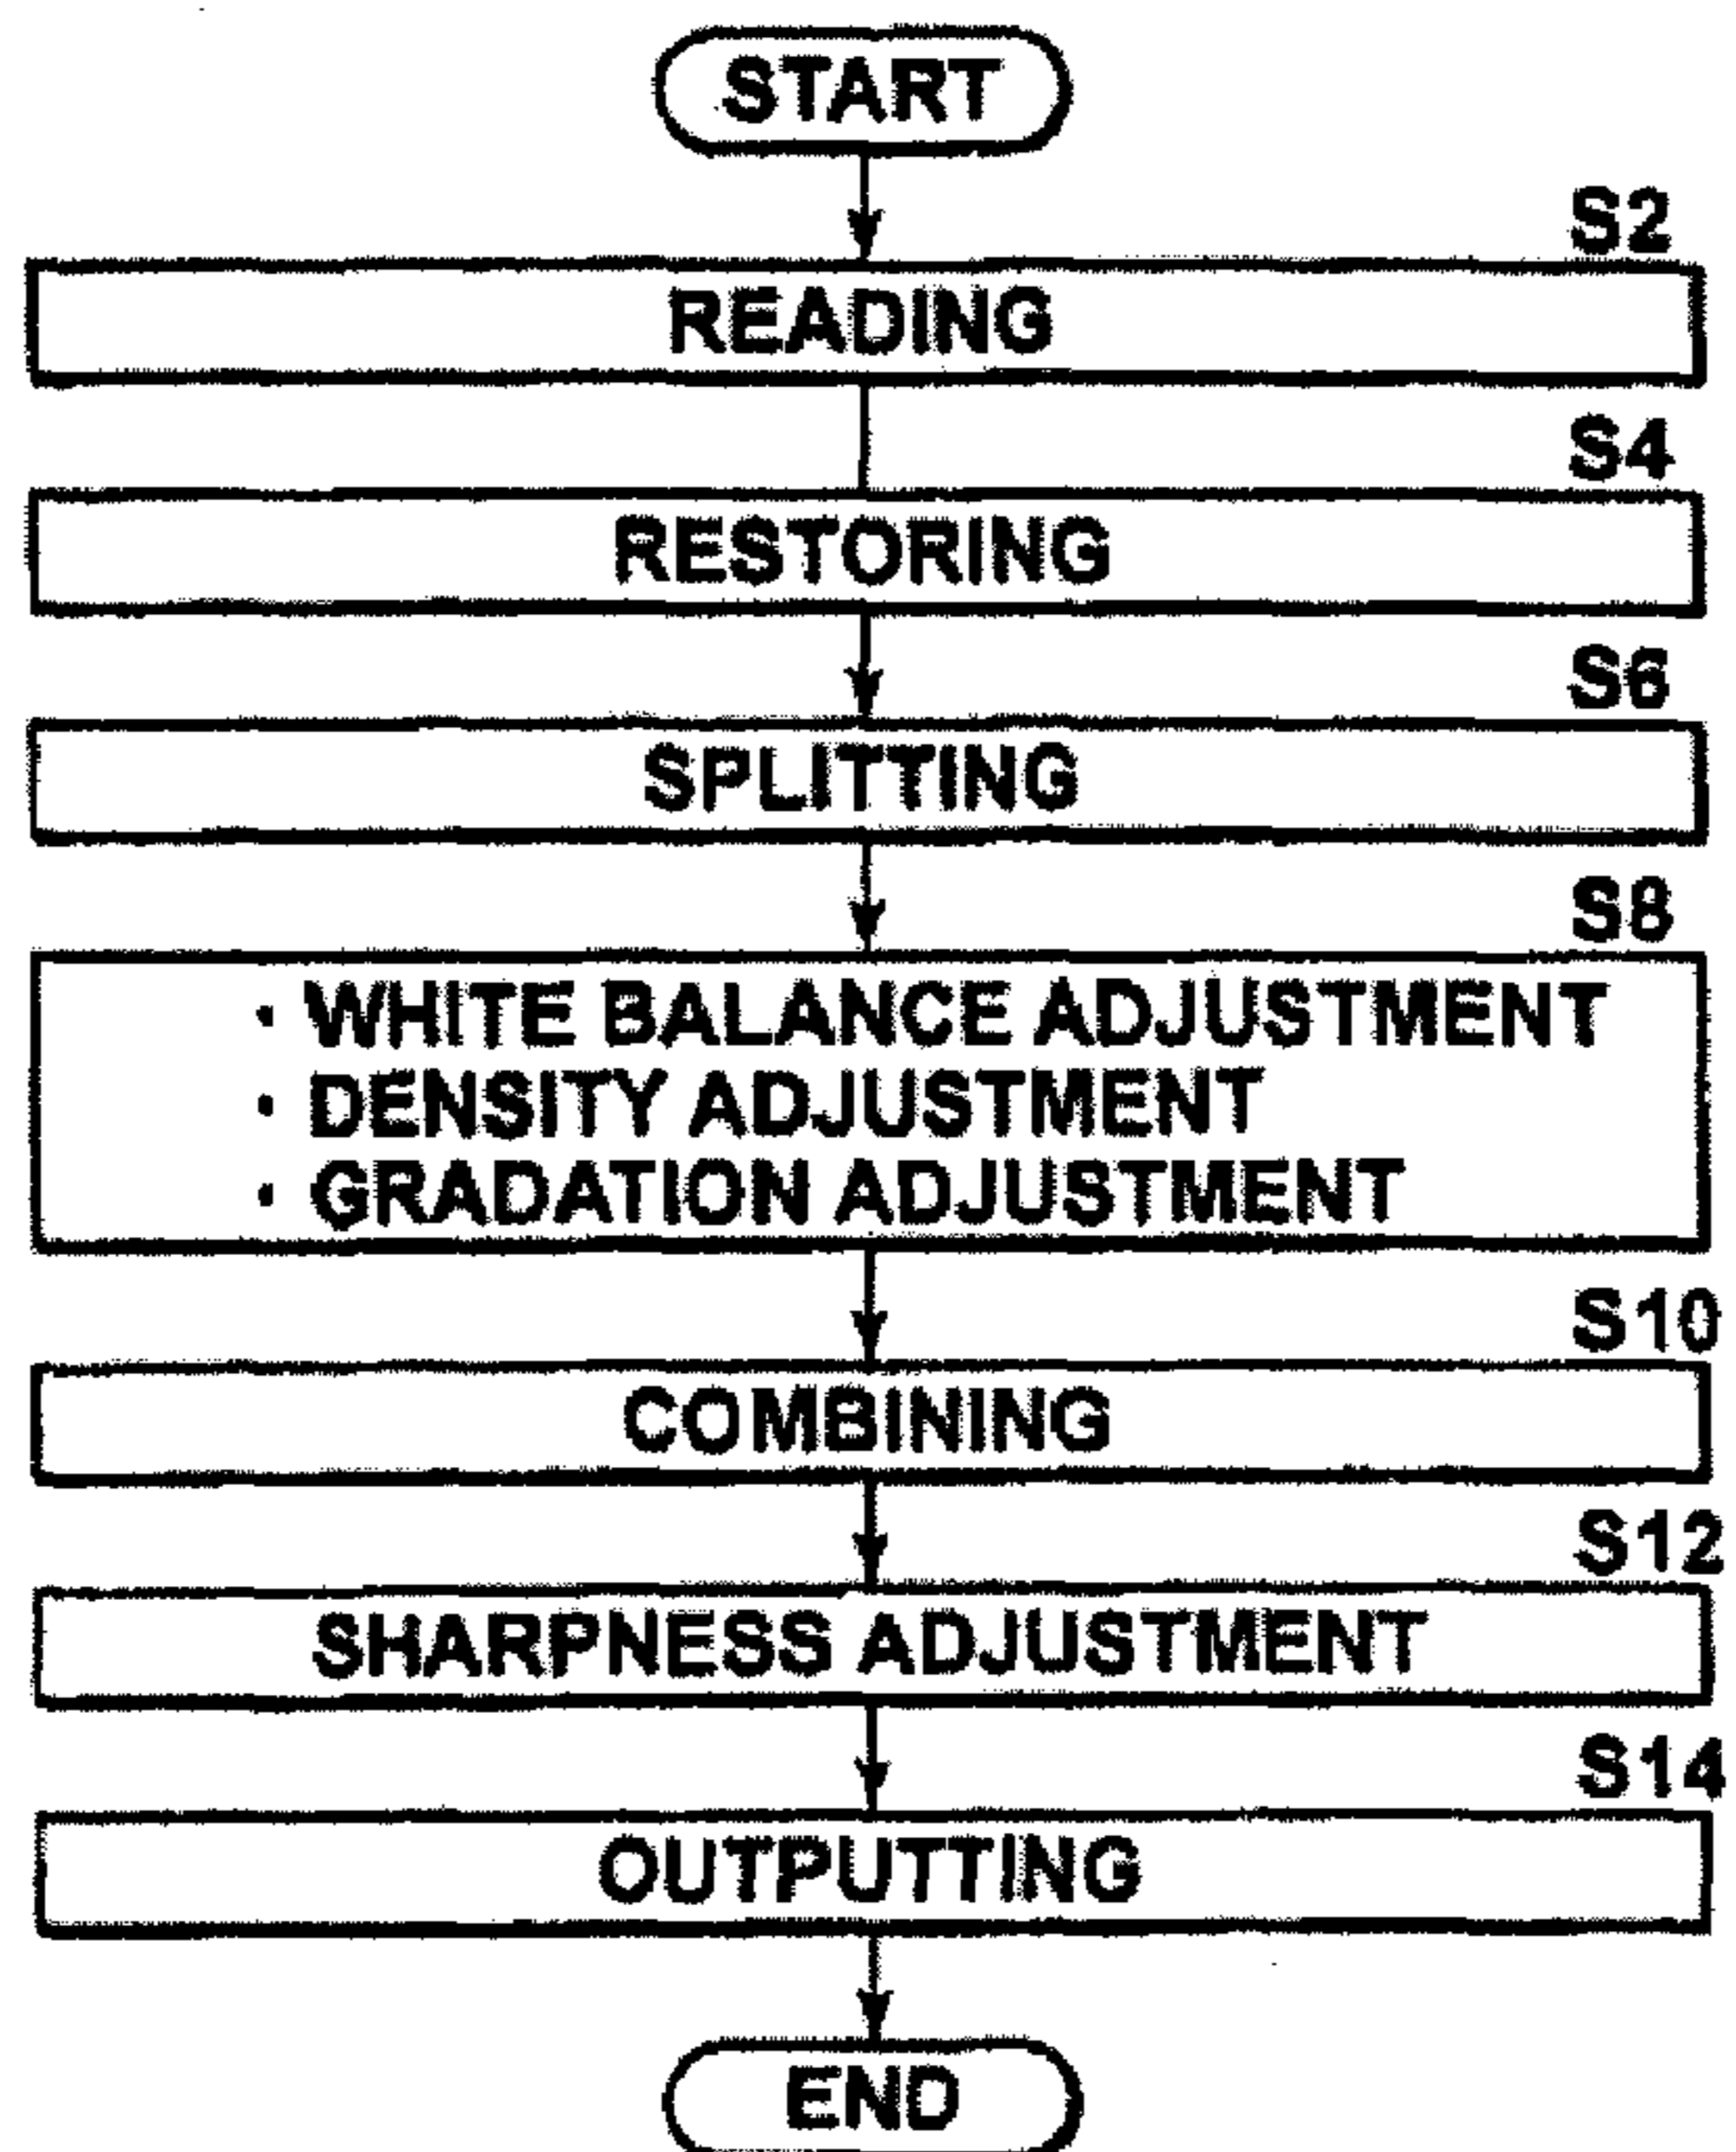 START
S2
READING
S4
RESTORING
S6
SPLITTING
S8
· WHITE BALANCE ADJUSTMENT
· DENSITY ADJUSTMENT
· GRADATION ADJUSTMENT
S10
COMBINING
S12
SHARPNESS ADJUSTMENT
S14
OUTPUTTING
END